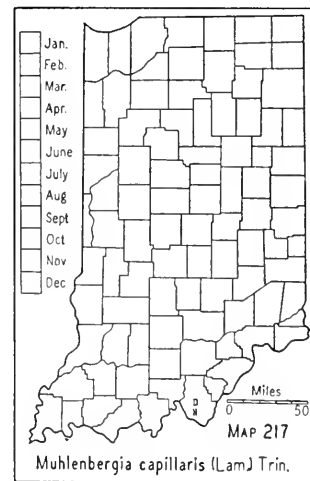 Jan.
Feb.
Mar.
Apr.
May
June
July
Aug
Sept
Oct
Nov
Dec
D
N
Miles
0 50
MAP 217
Muhlenbergia capillaris (Lam.) Trin.